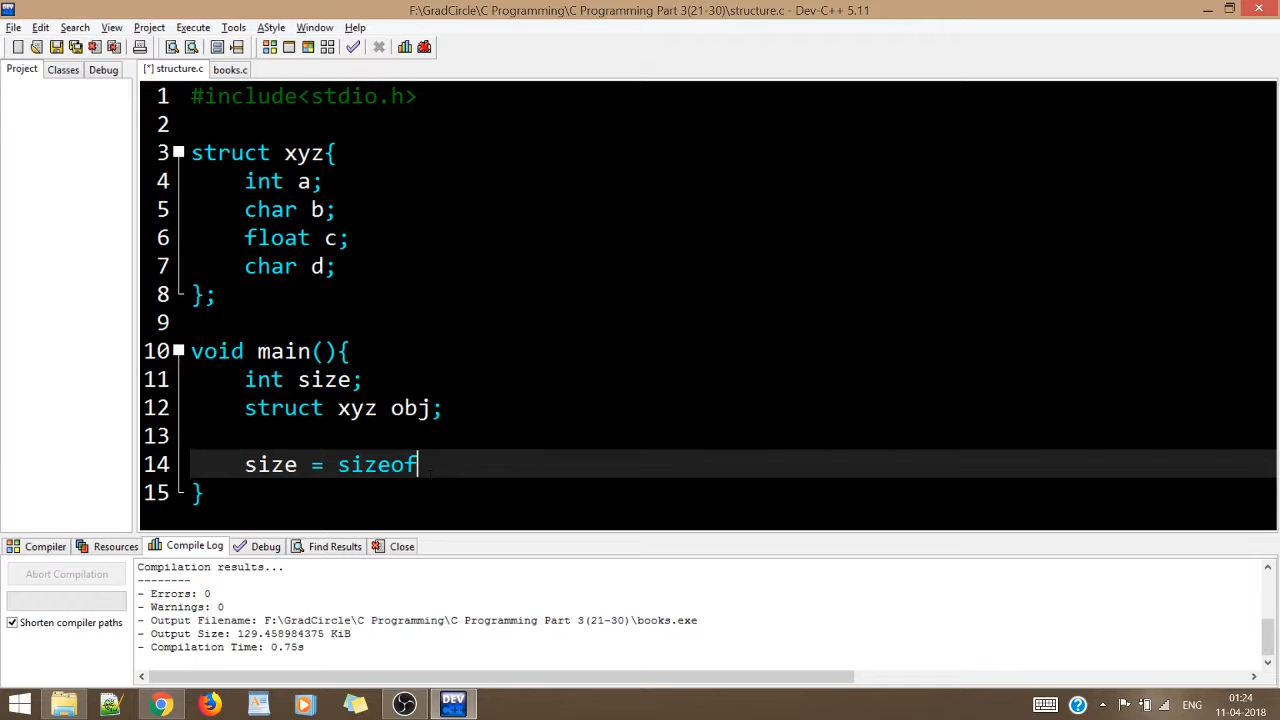 F:\GradCircle\C Programming\C Programming Part 3(21-30)\structure.c - Dev-C++ 5.11
File Edit Search View Project Execute Tools AStyle Window Help
Project Classes Debug [*] structure.c books.c
1 #include<stdio.h>
2
3 struct xyz{
4 int a;
5 char b;
6 float c;
7 char d;
8 };
9
10 void main(){
11 int size;
12 struct xyz obj;
13
14 size = sizeof
15 }
Compiler Resources Compile Log Debug Find Results Close
Abort Compilation
Shorten compiler paths
Compilation results...
--------
- Errors: 0
- Warnings: 0
- Output Filename: F:\GradCircle\C Programming\C Programming Part 3(21-30)\books.exe
- Output Size: 129.458984375 KiB
- Compilation Time: 0.75s
DEV
ENG
01:24
11-04-2018